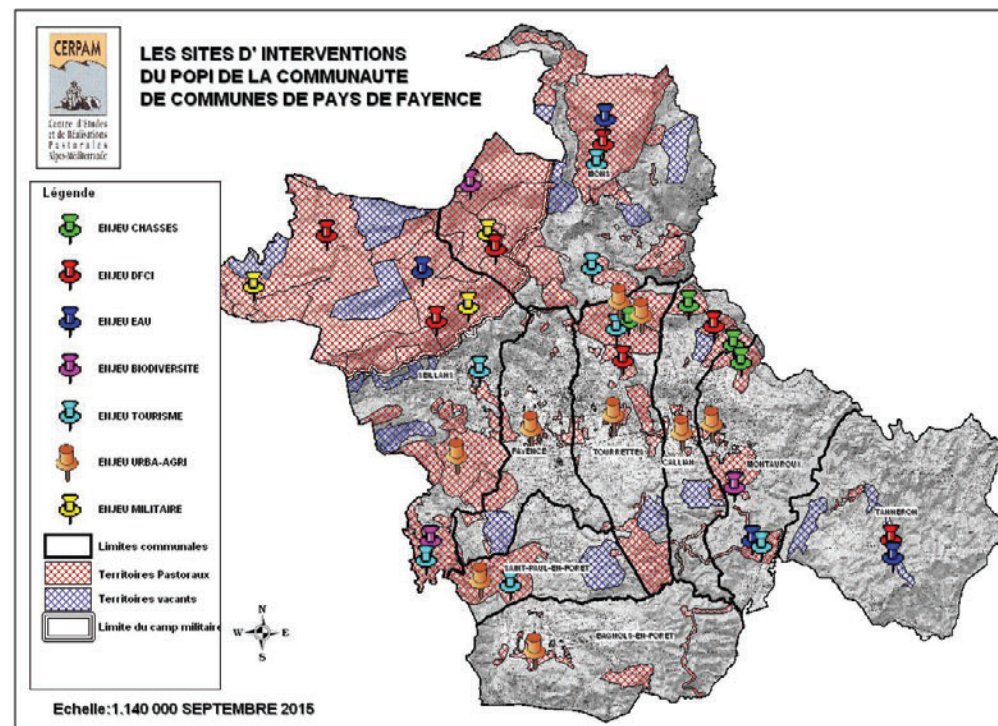 CERPAM
Centre d'Etudes
et de Réalisations
Pastorales
Alpes-Méditerranée
LES SITES D' INTERVENTIONS
DU POPI DE LA COMMUNAUTE
DE COMMUNES DE PAYS DE FAYENCE
Légende
ENJEU CHASSES
ENJEU DFCI
ENJEU EAU
ENJEU BIODIVERSITE
ENJEU TOURISME
ENJEU URBA-AGRI
ENJEU MILITAIRE
Limites communales
Territoires Pastoraux
Territoires vacants
Limite du camp militaire
N
W E
S
Echelle:1.140 000 SEPTEMBRE 2015
MONS
SEILLANS
FAYENCE
TOURRETTES
CALLIAN
MONTAUROUX
TANNERON
SAINT-PAUL-EN-FORET
BAGNOLS-EN-FORET